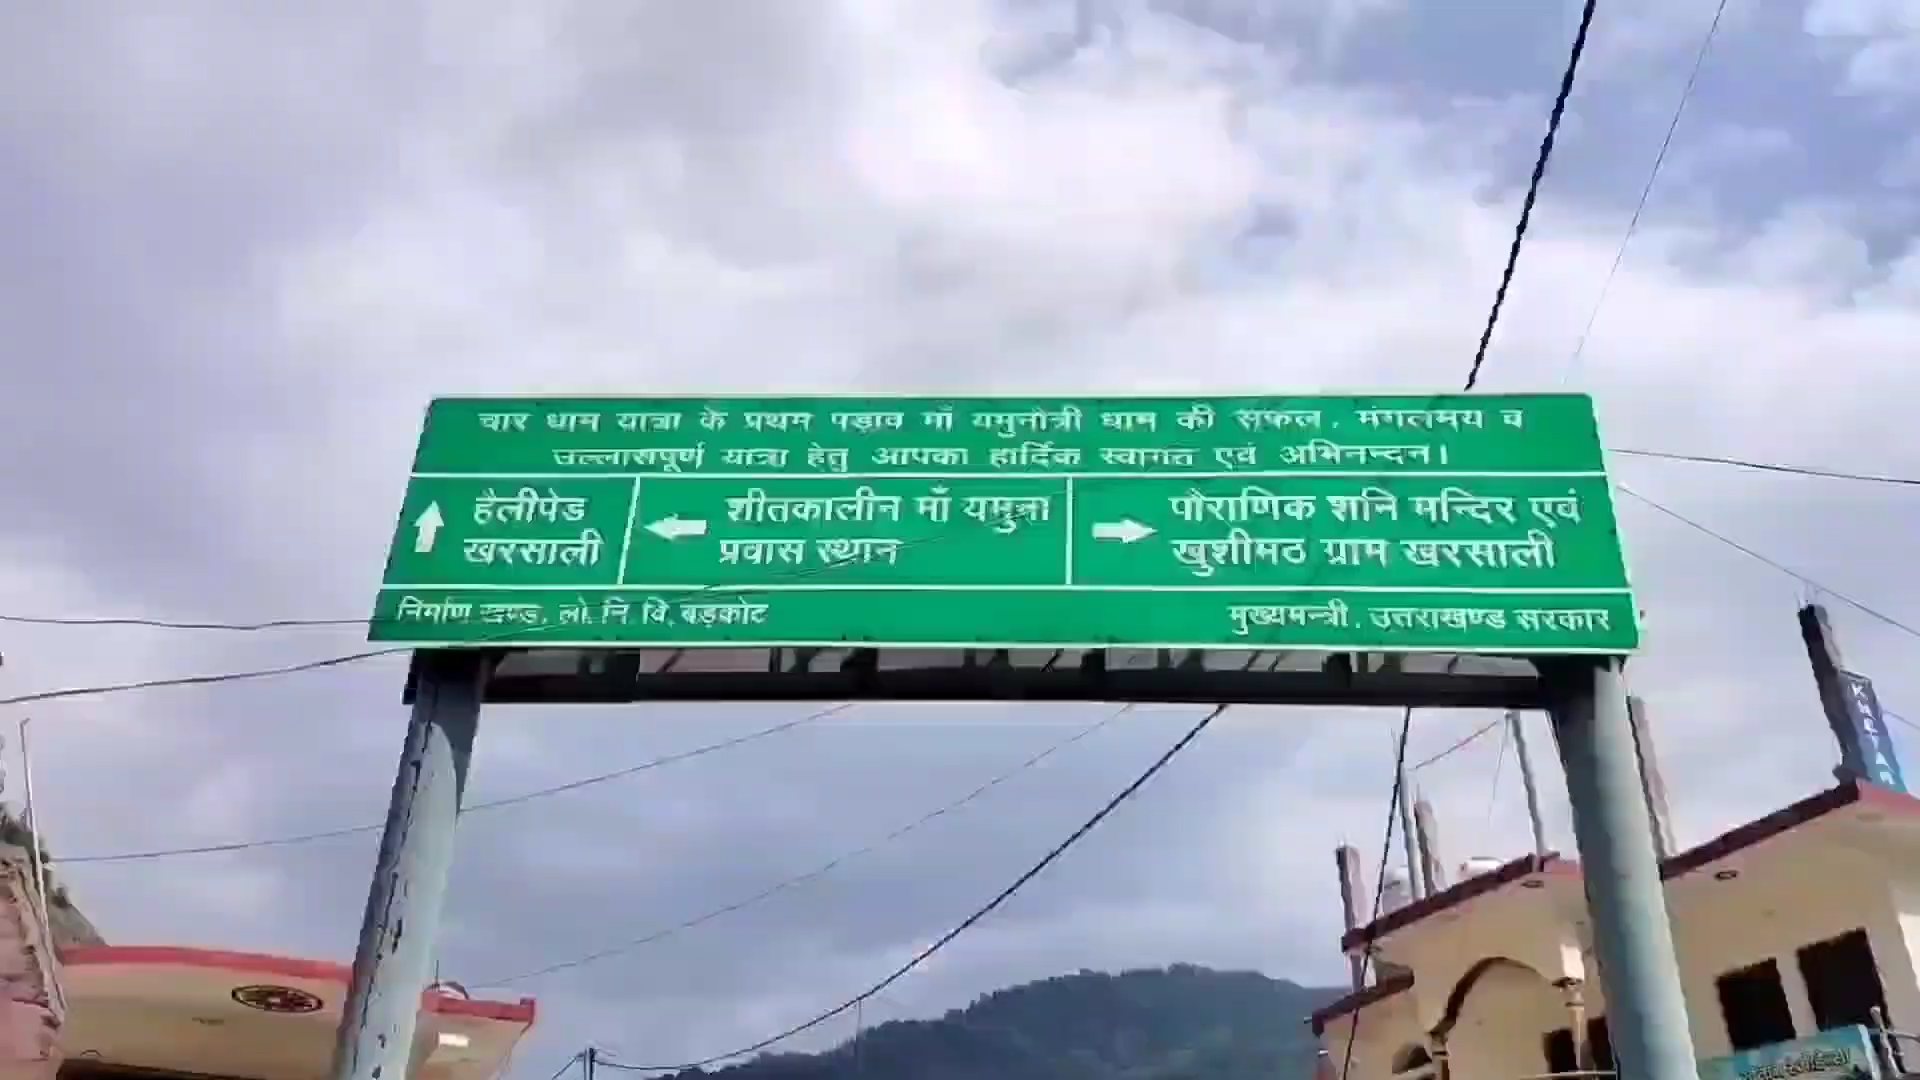 चार धाम यात्रा के प्रथम पड़ाव माँ यमुनोत्री धाम की सफल, मंगलमय व
उल्लासपूर्ण यात्रा हेतु आपका हार्दिक स्वागत एवं अभिनन्दन।
हैलीपेड
खरसाली
शीतकालीन माँ यमुना
प्रवास स्थान
पौराणिक शनि मन्दिर एवं
खुशीमठ ग्राम खरसाली
निर्माण खण्ड, लो. नि. वि. बड़कोट
मुख्यमन्त्री, उत्तराखण्ड सरकार